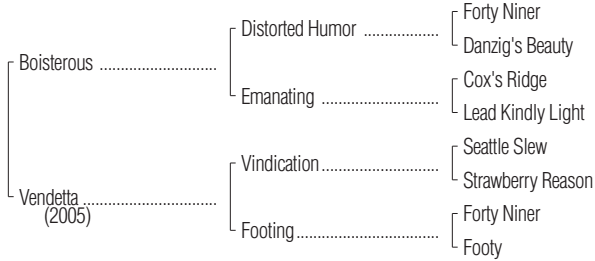 Forty Niner
Distorted Humor ..................
Danzig's Beauty
Boisterous ............................
Cox's Ridge
Emanating ............................
Lead Kindly Light
Seattle Slew
Vindication............................
Strawberry Reason
Vendetta ................................
(2005)
Forty Niner
Footing..................................
Footy